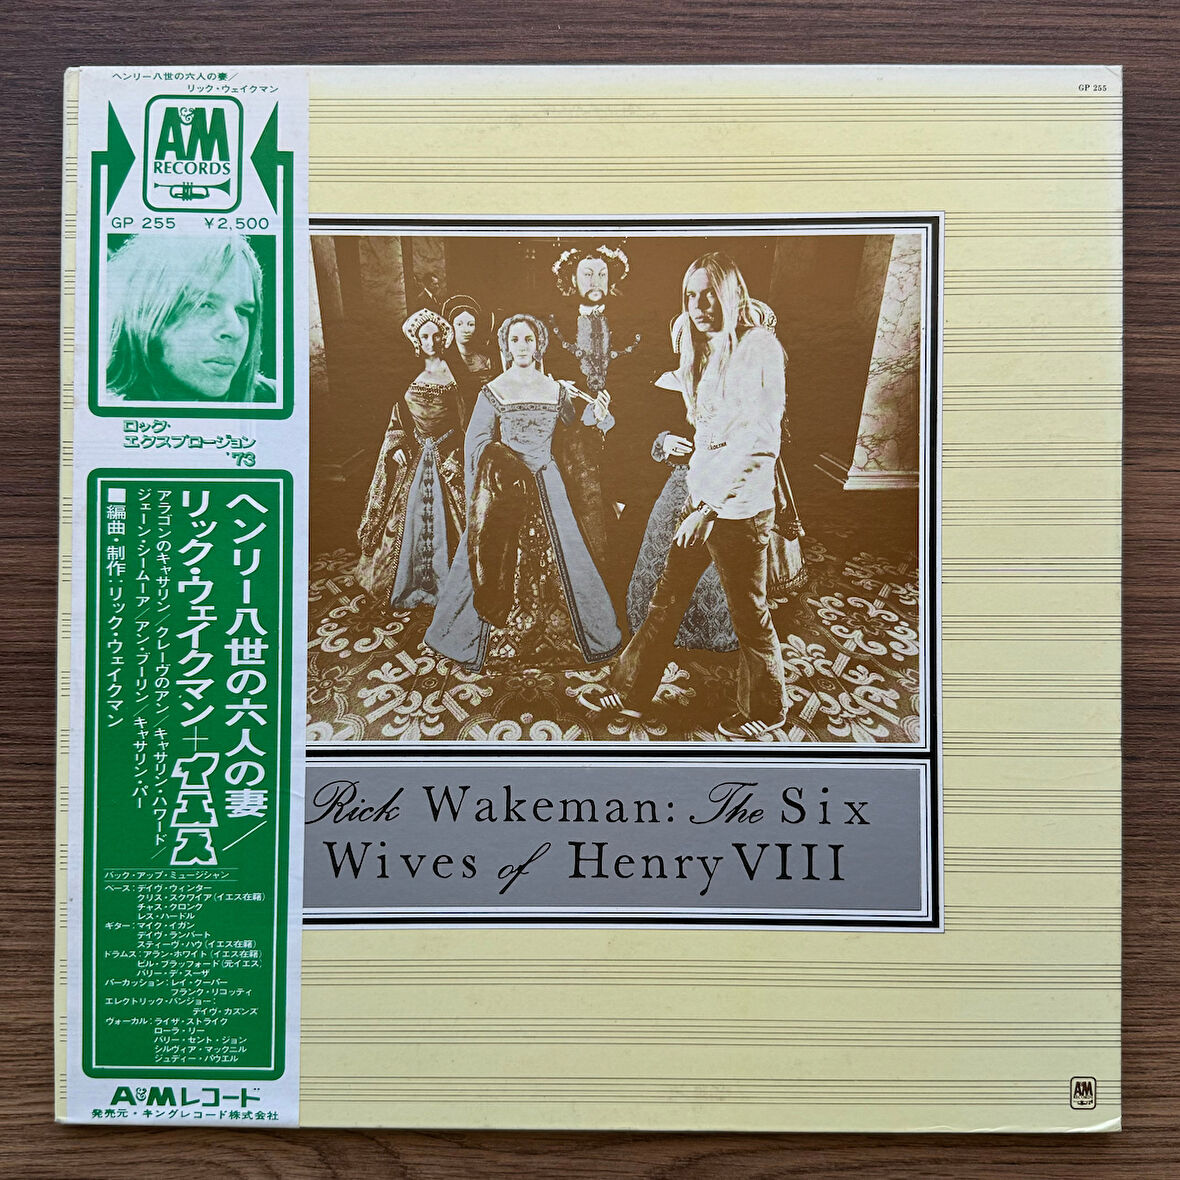 ヘンリー八世の六人の妻/
リック・ウェイクマン
A&M
RECORDS
GP 255 ¥2,500
ロック・
エクスプロージョン
'73
ヘンリー八世の六人の妻/
リック・ウェイクマン+イエス
アラゴンのキャサリン/クレーヴのアン/キャサリン・ハワード/
ジェーン・シームーア/アン・ブーリン/キャサリン・パー
■編曲・制作:リック・ウェイクマン
バック・アップ・ミュージシャン
ベース:デイヴ・ウィンター
クリス・スクワイア(イエス在籍)
チャス・クロンク
レス・ハードル
ギター:マイク・イガン
デイヴ・ランバート
スティーヴ・ハウ(イエス在籍)
ドラムス:アラン・ホワイト(イエス在籍)
ビル・ブラッフォード(元イエス)
バリー・デ・スーザ
パーカッション:レイ・クーパー
フランク・リコッティ
エレクトリック・バンジョー:
デイヴ・カズンズ
ヴォーカル:ライザ・ストライク
ローラ・リー
バリー・セント・ジョン
シルヴィア・マックニル
ジュディー・パウエル
A&Mレコード
発売元・キングレコード株式会社
GP 255
Rick Wakeman: The Six
Wives of Henry VIII
A&M
RECORDS